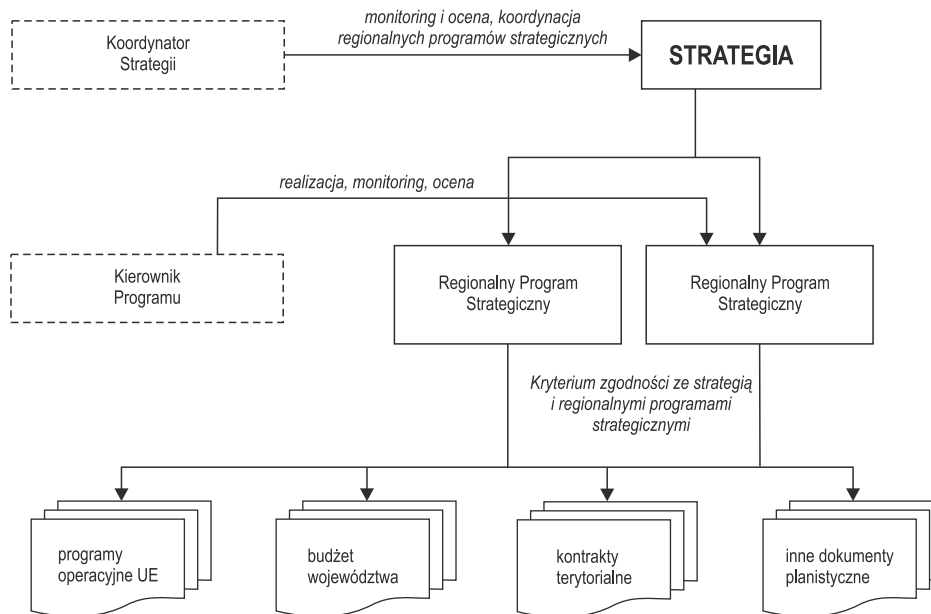 monitoring i ocena, koordynacja
regionalnych programów strategicznych
Koordynator
Strategii
STRATEGIA
realizacja, monitoring, ocena
Kierownik
Programu
Regionalny Program
Strategiczny
Regionalny Program
Strategiczny
Kryterium zgodności ze strategią
i regionalnymi programami
strategicznymi
programy
operacyjne UE
budżet
województwa
kontrakty
terytorialne
inne dokumenty
planistyczne